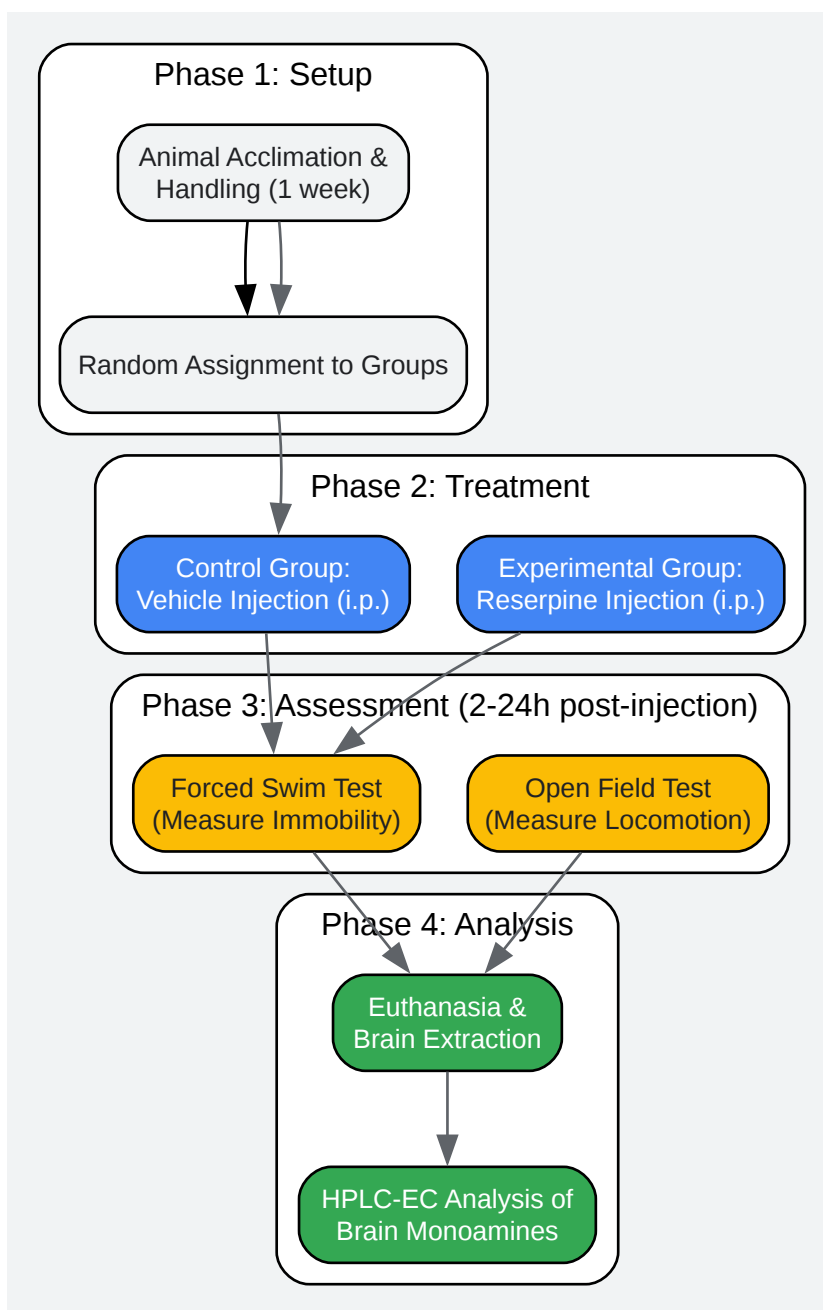 Phase 1: Setup
Animal Acclimation &
Handling (1 week)
Random Assignment to Groups
Phase 2: Treatment
Control Group:
Vehicle Injection (i.p.)
Experimental Group:
Reserpine Injection (i.p.)
Phase 3: Assessment (2-24h post-injection)
Forced Swim Test
(Measure Immobility)
Open Field Test
(Measure Locomotion)
Phase 4: Analysis
Euthanasia &
Brain Extraction
HPLC-EC Analysis of
Brain Monoamines